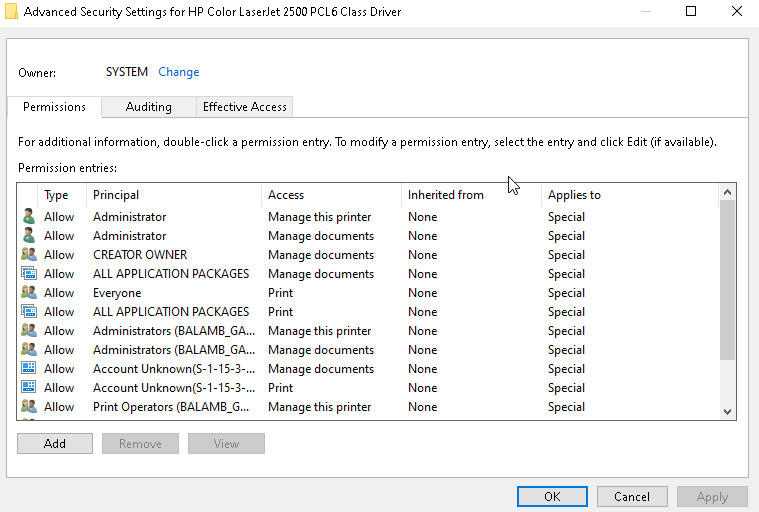 Advanced Security Settings for HP Color LaserJet 2500 PCL6 Class Driver
Owner: SYSTEM Change
Permissions Auditing Effective Access
For additional information, double-click a permission entry. To modify a permission entry, select the entry and click Edit (if available).
Permission entries:
Type Principal Access Inherited from Applies to
Allow Administrator Manage this printer None Special
Allow Administrator Manage documents None Special
Allow CREATOR OWNER Manage documents None Special
Allow ALL APPLICATION PACKAGES Manage documents None Special
Allow Everyone Print None Special
Allow ALL APPLICATION PACKAGES Print None Special
Allow Administrators (BALAMB_GA... Manage this printer None Special
Allow Administrators (BALAMB_GA... Manage documents None Special
Allow Account Unknown(S-1-15-3-... Manage documents None Special
Allow Account Unknown(S-1-15-3-... Print None Special
Allow Print Operators (BALAMB_G... Manage this printer None Special
Add Remove View
OK Cancel Apply